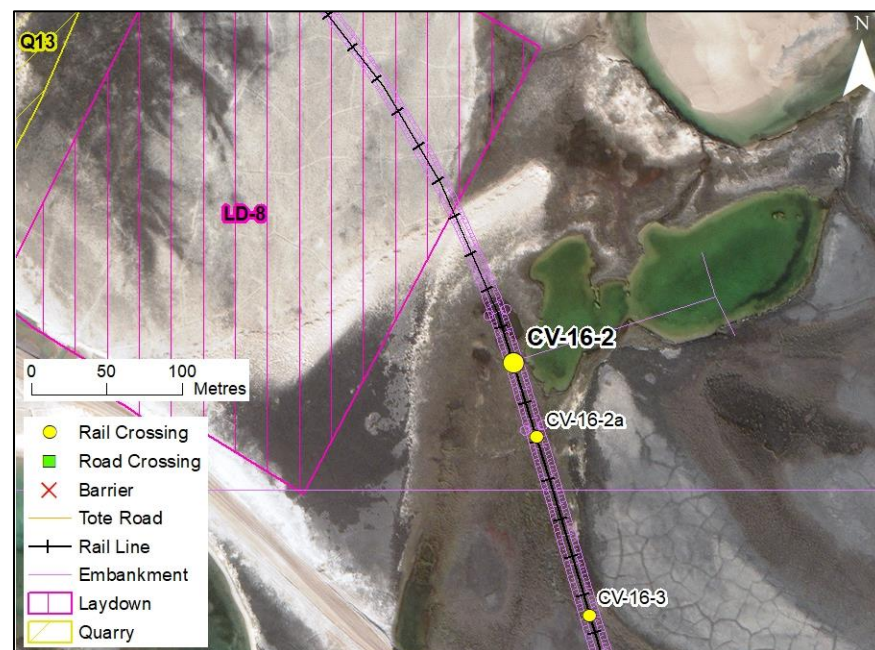 Q13
N
LD-8
CV-16-2
0 50 100
Metres
CV-16-2a
Rail Crossing
Road Crossing
Barrier
Tote Road
Rail Line
Embankment
Laydown
Quarry
CV-16-3